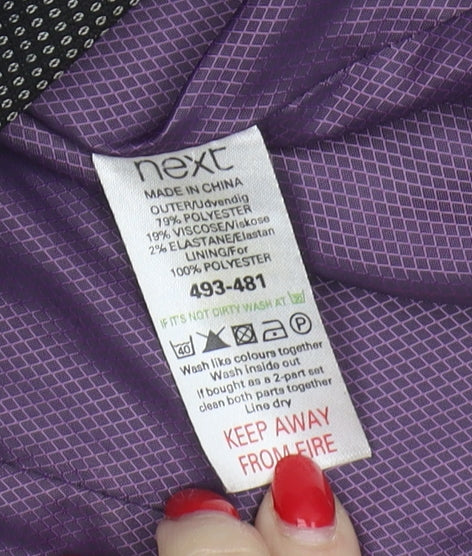 next
MADE IN CHINA
OUTER/Udvendig
79% POLYESTER
19% VISCOSE/Viskose
2% ELASTANE/Elastan
LINING/For
100% POLYESTER
493-481
IF IT'S NOT DIRTY WASH AT 30
40 P
Wash like colours together
Wash inside out
If bought as a 2-part set
clean both parts together
Line dry
KEEP AWAY
FROM FIRE